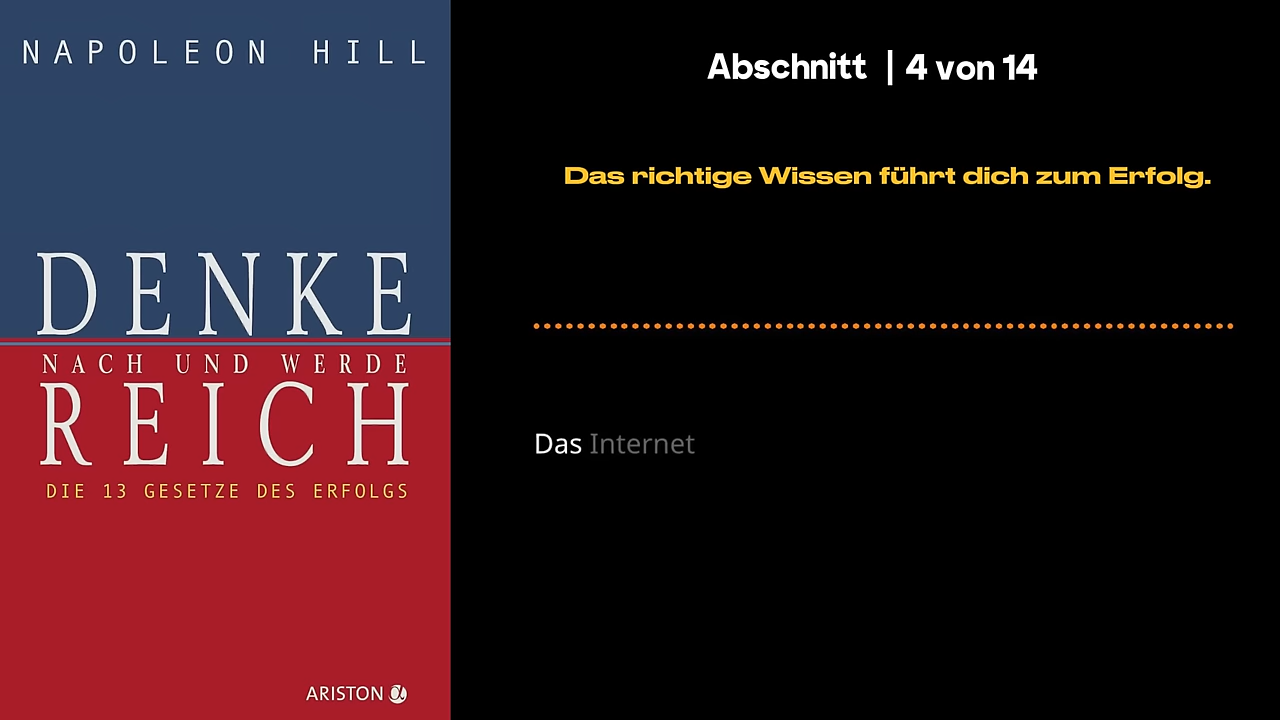 NAPOLEON HILL
DENKE
NACH UND WERDE
REICH
DIE 13 GESETZE DES ERFOLGS
ARISTON
Abschnitt | 4 von 14
Das richtige Wissen führt dich zum Erfolg.
Das Internet